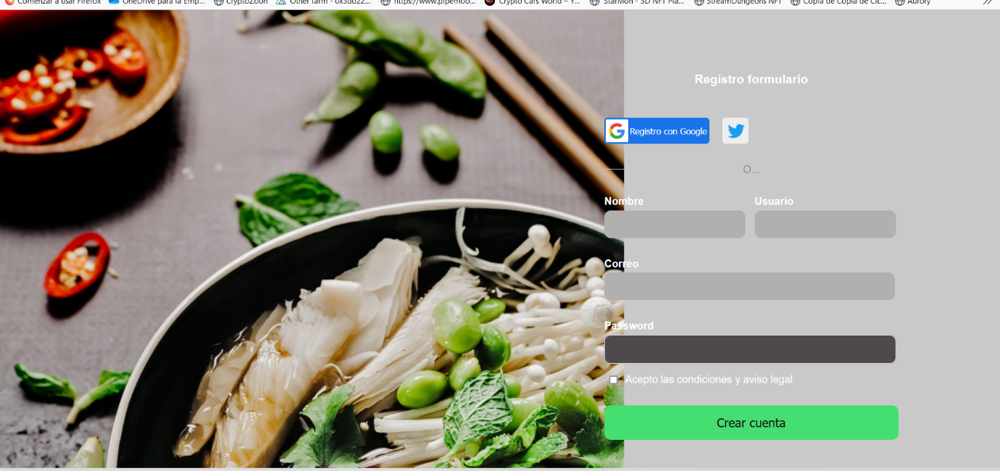 Comenzar a usar Firefox OneDrive para la Emp... CryptoZoon Other farm - 0x3dd22... https://www.pipemoo... Crypto Cars World – Y... StarMon - 3D NFT Pla... StreamDungeons NFT Copia de Copia de Cic... Aurory
Registro formulario
Registro con Google
O...
Nombre Usuario
Correo
Password
Acepto las condiciones y aviso legal
Crear cuenta